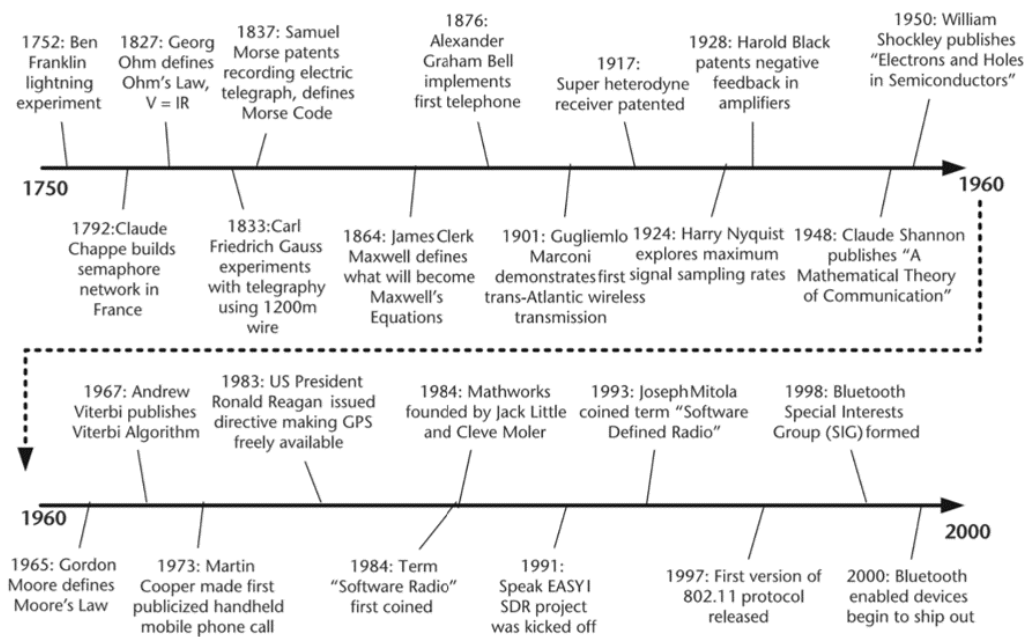 1752: Ben
Franklin
lightning
experiment
1827: Georg
Ohm defines
Ohm's Law,
V = IR
1837: Samuel
Morse patents
recording electric
telegraph, defines
Morse Code
1876:
Alexander
Graham Bell
implements
first telephone
1917:
Super heterodyne
receiver patented
1928: Harold Black
patents negative
feedback in
amplifiers
1950: William
Shockley publishes
“Electrons and Holes
in Semiconductors”
1750
1960
1792:Claude
Chappe builds
semaphore
network in
France
1833:Carl
Friedrich Gauss
experiments
with telegraphy
using 1200m
wire
1864: James Clerk
Maxwell defines
what will become
Maxwell's
Equations
1901: Gugliemlo
Marconi
demonstrates first
trans-Atlantic wireless
transmission
1924: Harry Nyquist
explores maximum
signal sampling rates
1948: Claude Shannon
publishes “A
Mathematical Theory
of Communication”
1967: Andrew
Viterbi publishes
Viterbi Algorithm
1983: US President
Ronald Reagan issued
directive making GPS
freely available
1984: Mathworks
founded by Jack Little
and Cleve Moler
1993: Joseph Mitola
coined term “Software
Defined Radio”
1998: Bluetooth
Special Interests
Group (SIG) formed
1960
2000
1965: Gordon
Moore defines
Moore's Law
1973: Martin
Cooper made first
publicized handheld
mobile phone call
1984: Term
“Software Radio”
first coined
1991:
Speak EASY I
SDR project
was kicked off
1997: First version of
802.11 protocol
released
2000: Bluetooth
enabled devices
begin to ship out